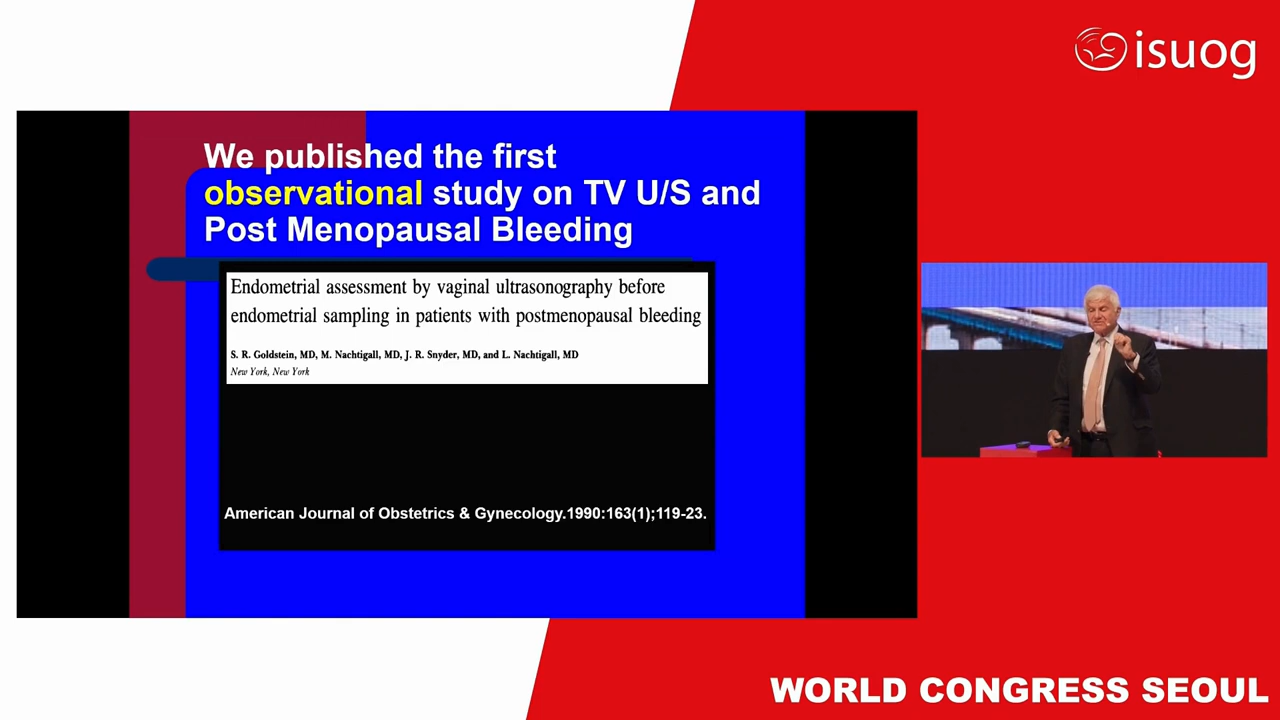 isuog
We published the first
observational study on TV U/S and
Post Menopausal Bleeding
Endometrial assessment by vaginal ultrasonography before
endometrial sampling in patients with postmenopausal bleeding
S. R. Goldstein, MD, M. Nachtigall, MD, J. R. Snyder, MD, and L. Nachtigall, MD
New York, New York
American Journal of Obstetrics & Gynecology.1990:163(1);119-23.
WORLD CONGRESS SEOUL